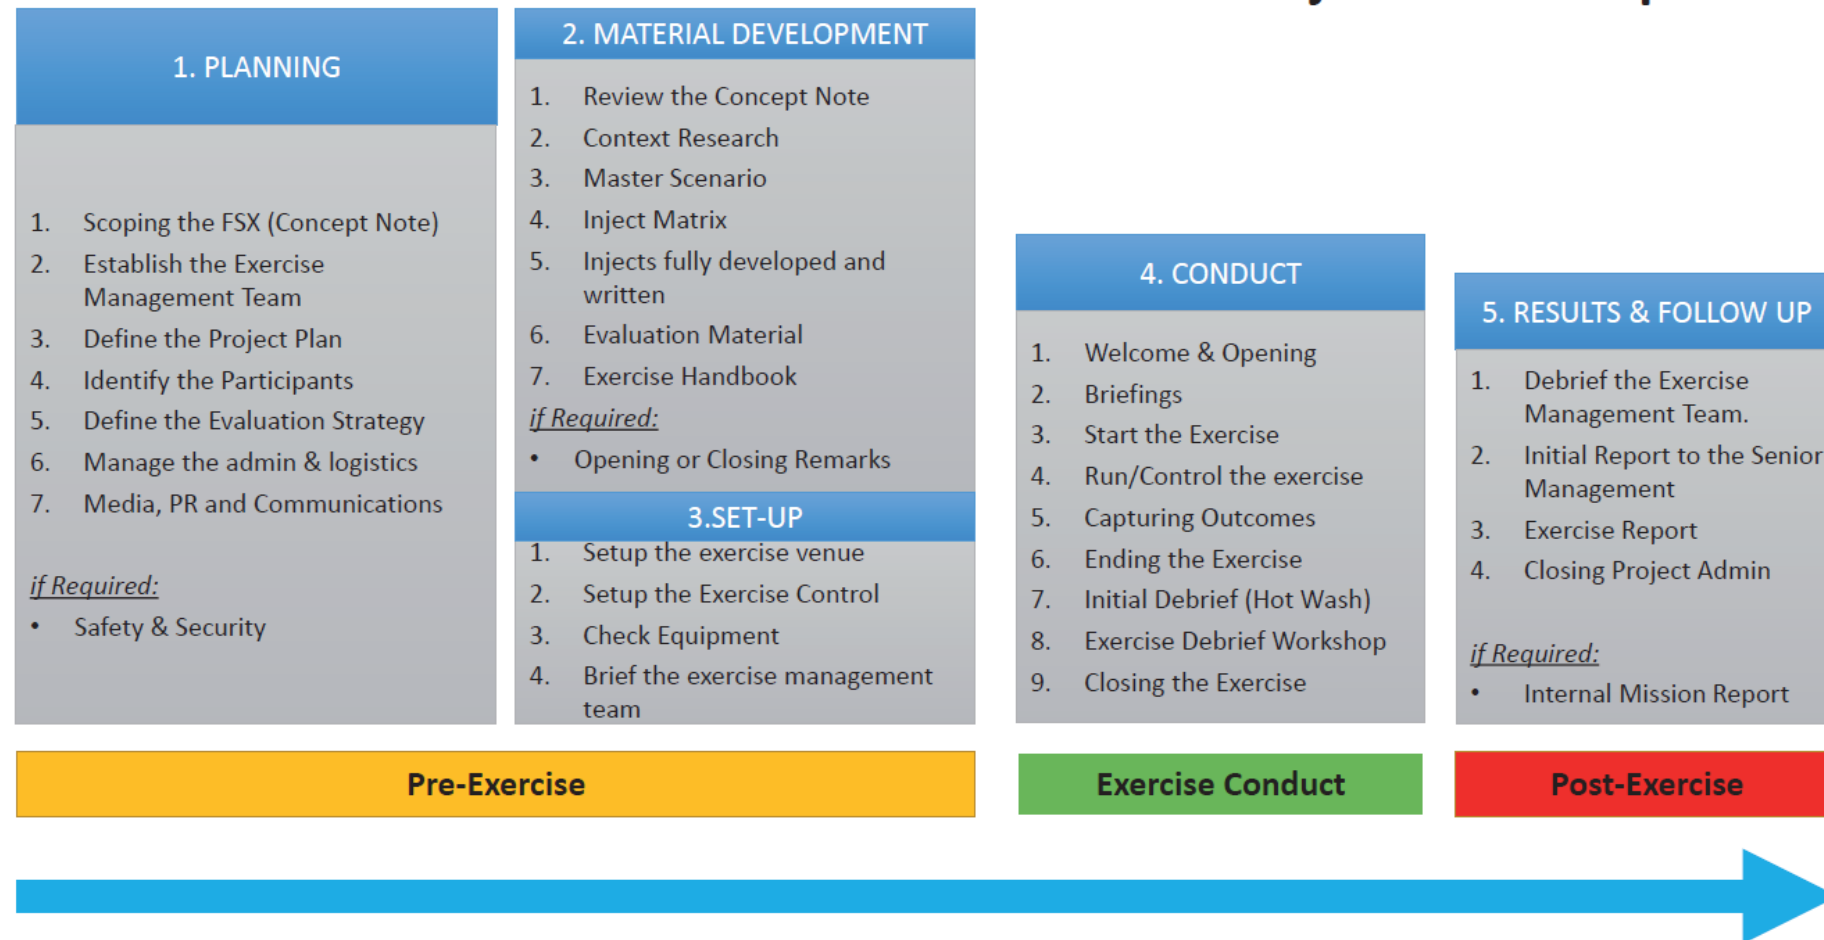 1. PLANNING
1. Scoping the FSX (Concept Note)
2. Establish the Exercise
Management Team
3. Define the Project Plan
4. Identify the Participants
5. Define the Evaluation Strategy
6. Manage the admin & logistics
7. Media, PR and Communications
if Required:
• Safety & Security
2. MATERIAL DEVELOPMENT
1. Review the Concept Note
2. Context Research
3. Master Scenario
4. Inject Matrix
5. Injects fully developed and
written
6. Evaluation Material
7. Exercise Handbook
if Required:
• Opening or Closing Remarks
3.SET-UP
1. Setup the exercise venue
2. Setup the Exercise Control
3. Check Equipment
4. Brief the exercise management
team
4. CONDUCT
1. Welcome & Opening
2. Briefings
3. Start the Exercise
4. Run/Control the exercise
5. Capturing Outcomes
6. Ending the Exercise
7. Initial Debrief (Hot Wash)
8. Exercise Debrief Workshop
9. Closing the Exercise
5. RESULTS & FOLLOW UP
1. Debrief the Exercise
Management Team.
2. Initial Report to the Senior
Management
3. Exercise Report
4. Closing Project Admin
if Required:
• Internal Mission Report
Pre-Exercise
Exercise Conduct
Post-Exercise